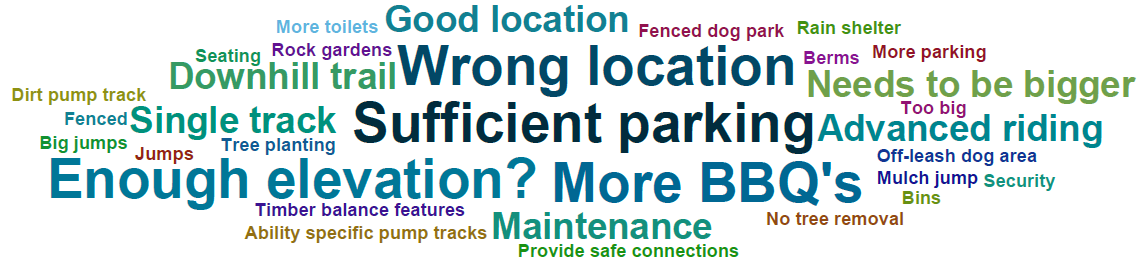 More toilets
Good location
Fenced dog park
Rain shelter
Seating
Rock gardens
Wrong location
Berms
More parking
Downhill trail
Needs to be bigger
Dirt pump track
Too big
Fenced
Single track
Sufficient parking
Advanced riding
Big jumps
Jumps
Tree planting
Off-leash dog area
Enough elevation?
More BBQ's
Mulch jump
Security
Bins
Timber balance features
Maintenance
No tree removal
Ability specific pump tracks
Provide safe connections